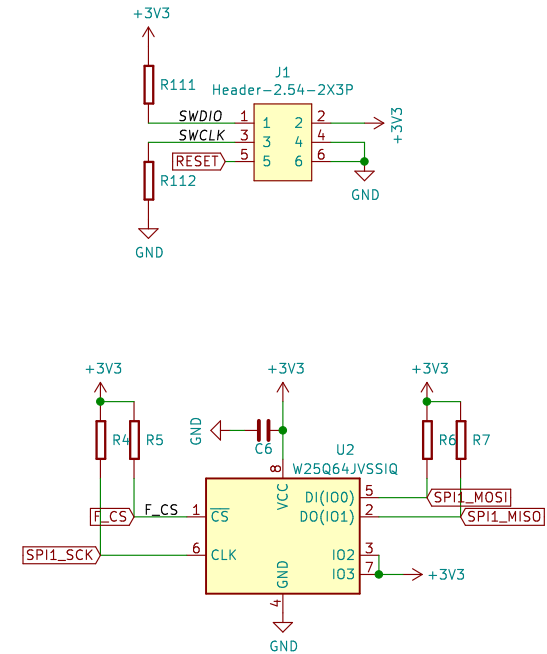 +3V3
R111
J1
Header-2.54-2X3P
SWDIO 1 1 2 2 +3V3
SWCLK 3 3 4 4
RESET 5 5 6 6
R112
GND
GND
+3V3 +3V3 +3V3
R4 R5 GND C6 U2 R6 R7
W25Q64JVSSIQ
8 VCC
DI(IO0) 5 SPI1_MOSI
F_CS F_CS 1 CS DO(IO1) 2 SPI1_MISO
SPI1_SCK 6 CLK IO2 3
GND IO3 7 +3V3
4
GND